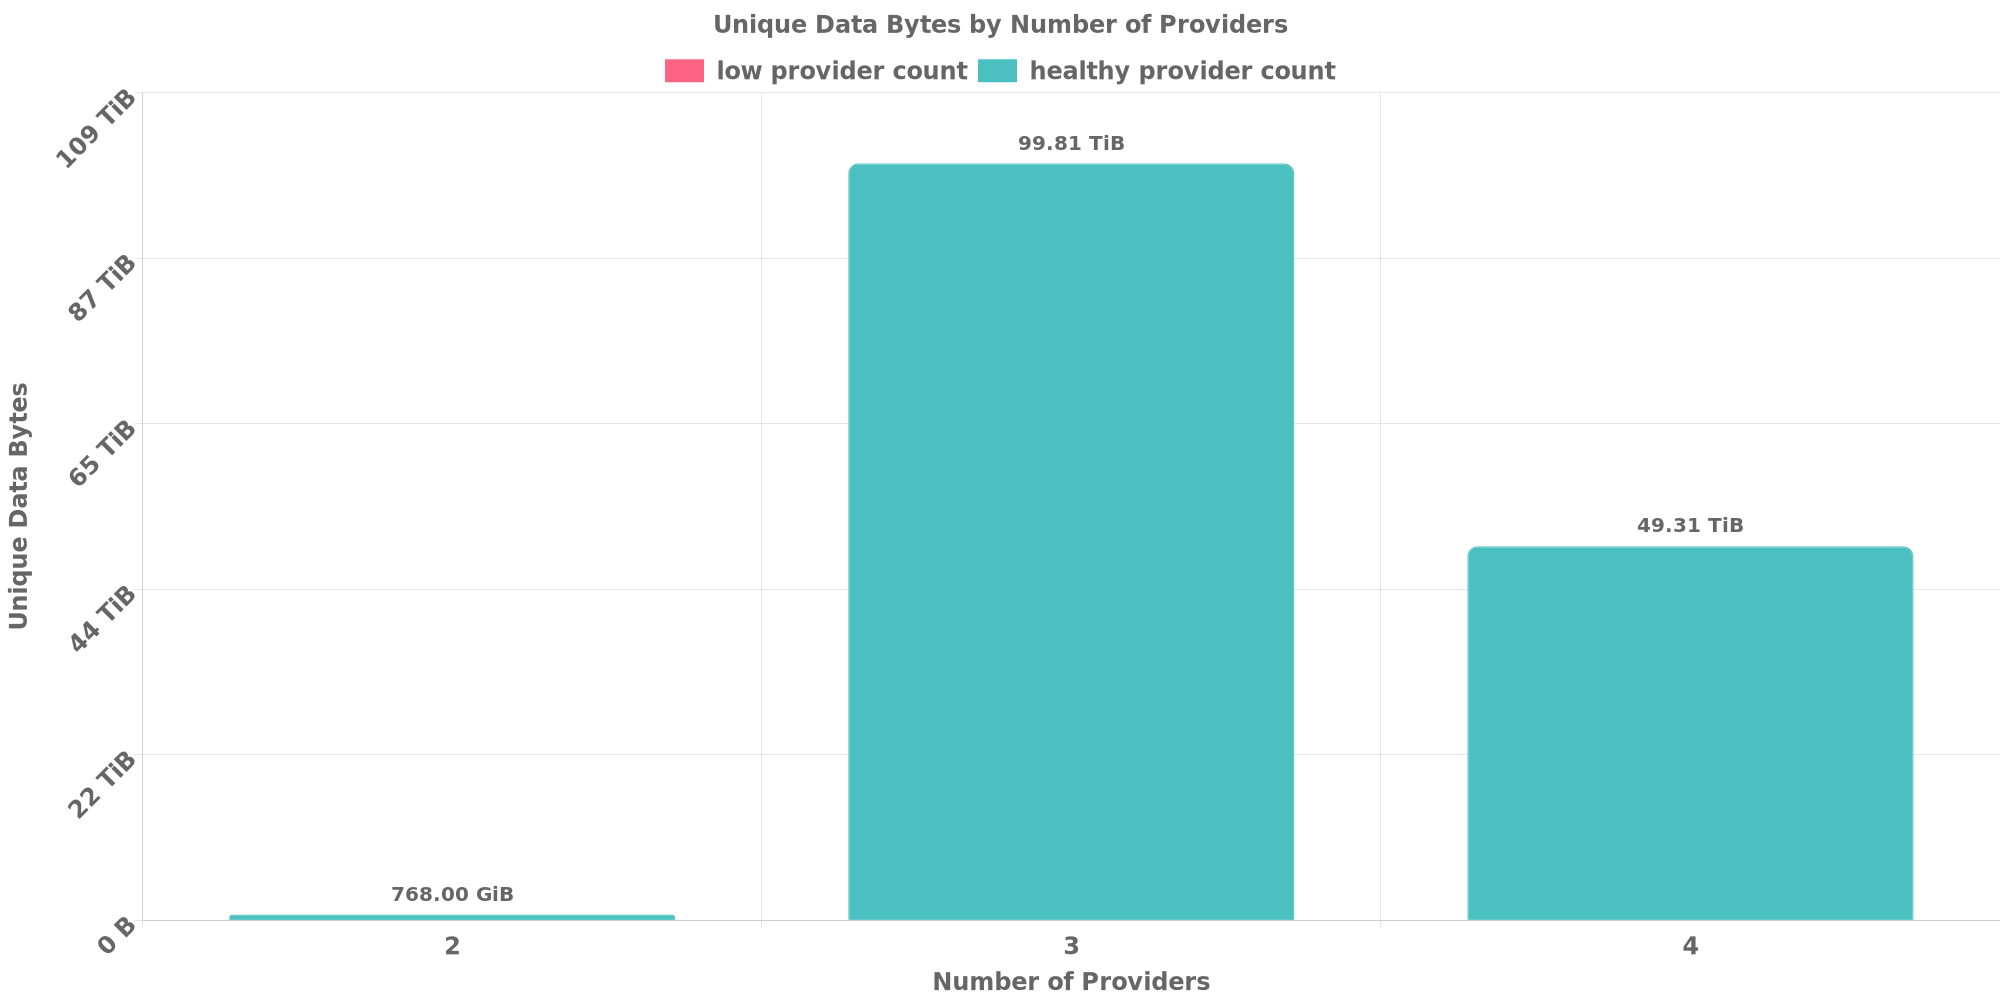 Unique Data Bytes by Number of Providers
low provider count healthy provider count
109 TiB
87 TiB
65 TiB
44 TiB
22 TiB
0 B
Unique Data Bytes
768.00 GiB
99.81 TiB
49.31 TiB
2 3 4
Number of Providers